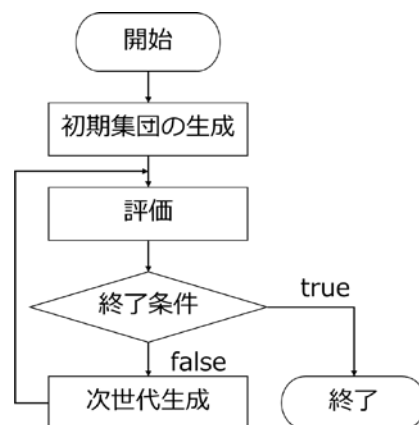 開始
初期集団の生成
評価
終了条件
true
false
次世代生成
終了